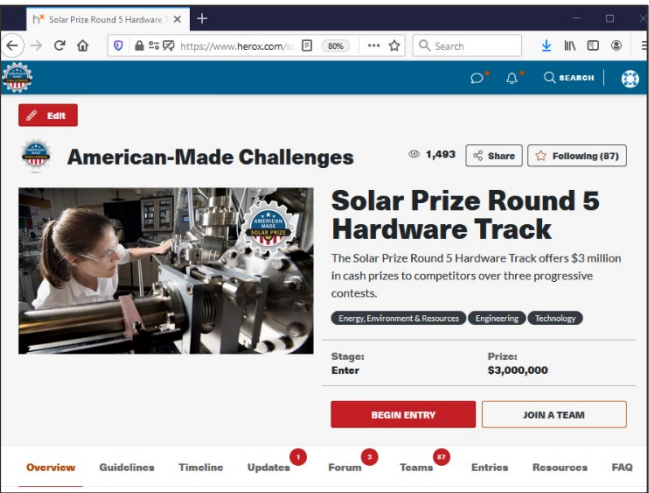 Solar Prize Round 5 Hardware T
https://www.herox.com/s
80%
Search
SEARCH
Edit
American-Made Challenges
1,493
Share
Following (87)
AMERICAN
MADE
SOLAR PRIZE
Solar Prize Round 5
Hardware Track
The Solar Prize Round 5 Hardware Track offers $3 million
in cash prizes to competitors over three progressive
contests.
Energy, Environment & Resources Engineering Technology
Stage: Prize:
Enter $3,000,000
BEGIN ENTRY JOIN A TEAM
1 3 87
Overview Guidelines Timeline Updates Forum Teams Entries Resources FAQ